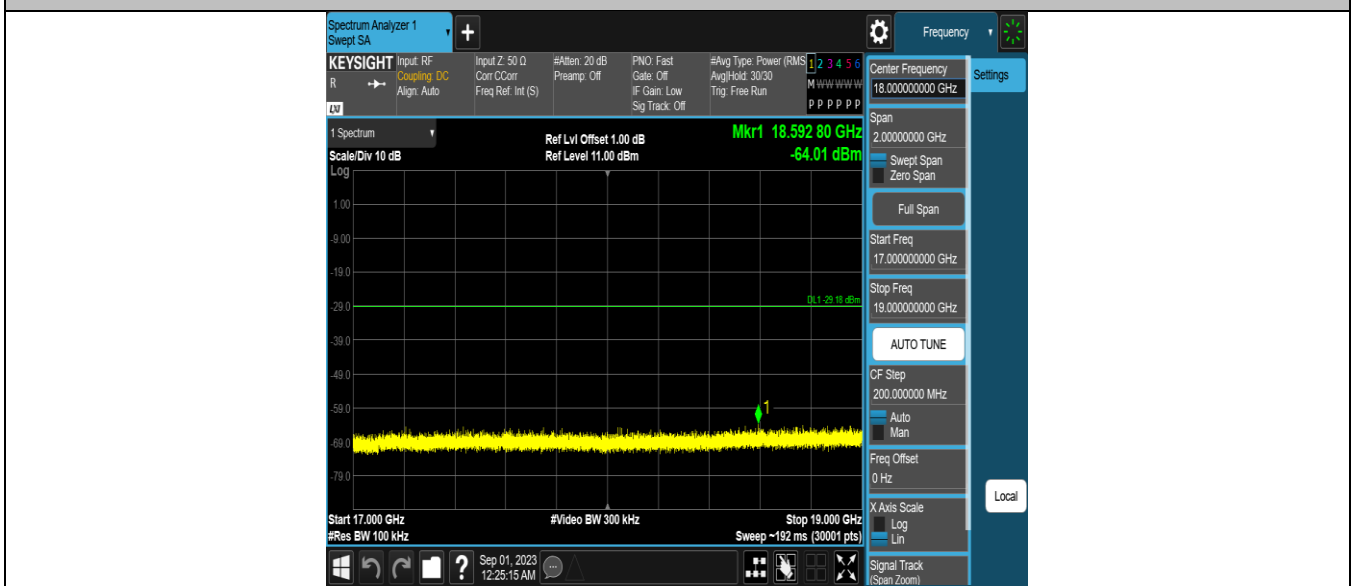 Spectrum Analyzer 1
Swept SA
+
Frequency
KEYSIGHT
R
LXI
Input: RF
Coupling: DC
Align: Auto
Input Z: 50 Ω
Corr CCorr
Freq Ref: Int (S)
#Atten: 20 dB
Preamp: Off
PNO: Fast
Gate: Off
IF Gain: Low
Sig Track: Off
#Avg Type: Power (RMS
Avg|Hold: 30/30
Trig: Free Run
1 2 3 4 5 6
M W W W W W
P P P P P P
1 Spectrum
Scale/Div 10 dB
Log
Ref Lvl Offset 1.00 dB
Ref Level 11.00 dBm
Mkr1 18.592 80 GHz
-64.01 dBm
1.00
-9.00
-19.0
-29.0
DL1 -29.18 dBm
-39.0
-49.0
-59.0
1
-69.0
-79.0
Start 17.000 GHz
#Res BW 100 kHz
#Video BW 300 kHz
Stop 19.000 GHz
Sweep ~192 ms (30001 pts)
Center Frequency
18.000000000 GHz
Span
2.00000000 GHz
Swept Span
Zero Span
Full Span
Start Freq
17.000000000 GHz
Stop Freq
19.000000000 GHz
AUTO TUNE
CF Step
200.000000 MHz
Auto
Man
Freq Offset
0 Hz
X Axis Scale
Log
Lin
Signal Track
(Span Zoom)
Settings
Local
?
Sep 01, 2023
12:25:15 AM